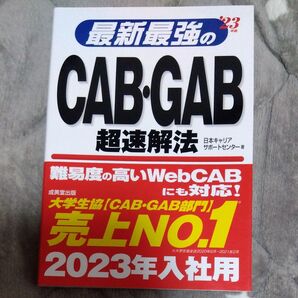 最新最強の
'23
年版
CAB・GAB
超速解法
日本キャリア
サポートセンター 著
難易度の高いWebCAB
にも対応！
成美堂出版
大学生協【CAB・GAB部門】
売上NO.1
2023年入社用